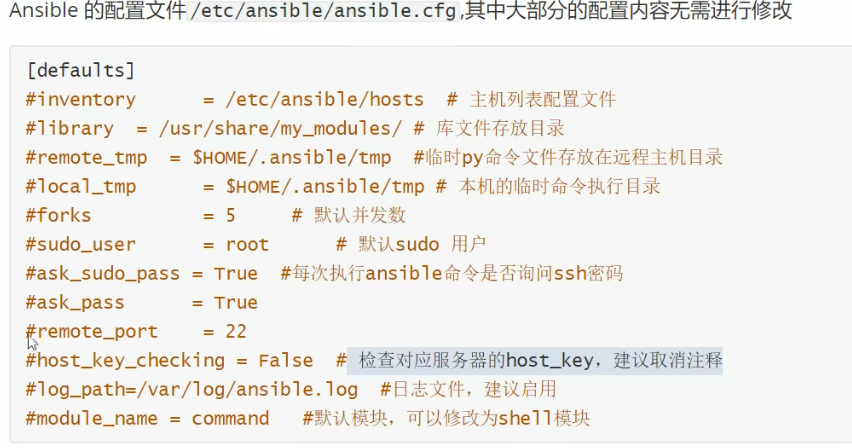 Ansible 的配置文件/etc/ansible/ansible.cfg,其中大部分的配置内容无需进行修改
[defaults]
#inventory      = /etc/ansible/hosts  # 主机列表配置文件
#library  = /usr/share/my_modules/ # 库文件存放目录
#remote_tmp  = $HOME/.ansible/tmp  #临时py命令文件存放在远程主机目录
#local_tmp      = $HOME/.ansible/tmp # 本机的临时命令执行目录
#forks          = 5     # 默认并发数
#sudo_user      = root      # 默认sudo 用户
#ask_sudo_pass = True  #每次执行ansible命令是否询问ssh密码
#ask_pass      = True
#remote_port    = 22
#host_key_checking = False  # 检查对应服务器的host_key，建议取消注释
#log_path=/var/log/ansible.log  #日志文件，建议启用
#module_name = command   #默认模块，可以修改为shell模块